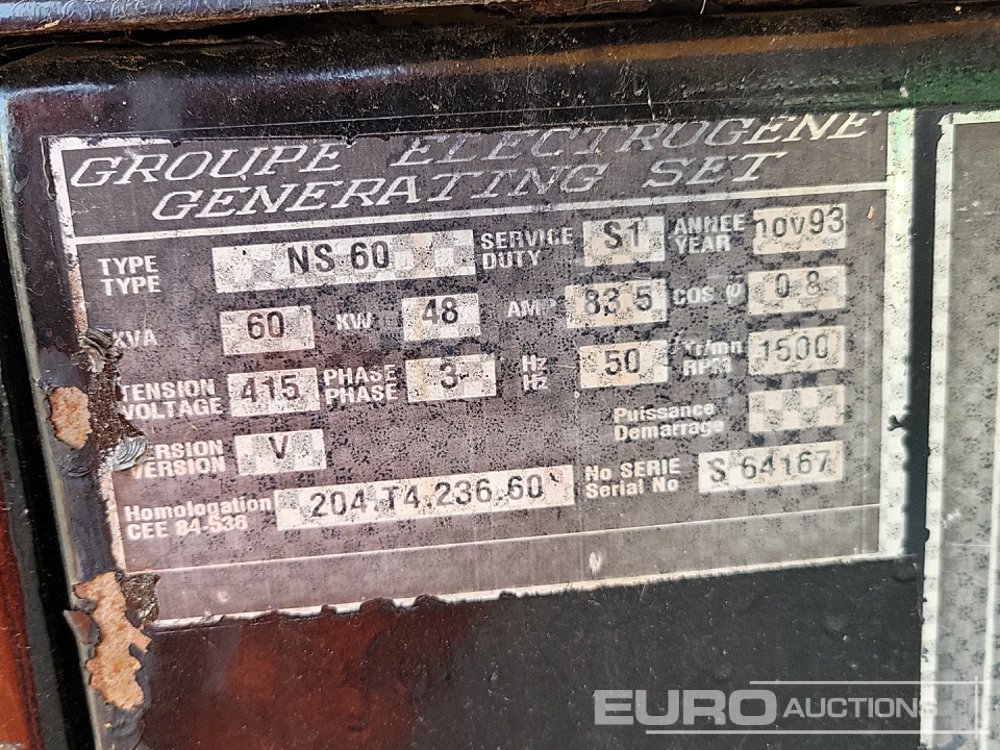 GROUPE ELECTROGENE
GENERATING SET
TYPE
TYPE NS 60 SERVICE
DUTY S1 ANNEE
YEAR nov93
KVA 60 KW 48 AMP 83.5 COS φ 0.8
TENSION
VOLTAGE 415 PHASE
PHASE 3 Hz
Hz 50 Tr/mn
RPM 1500
VERSION
VERSION V Puissance
Demarrage
Homologation
CEE 84-536 204.T4.236.60 No SERIE
Serial No S 64167
EURO AUCTIONS